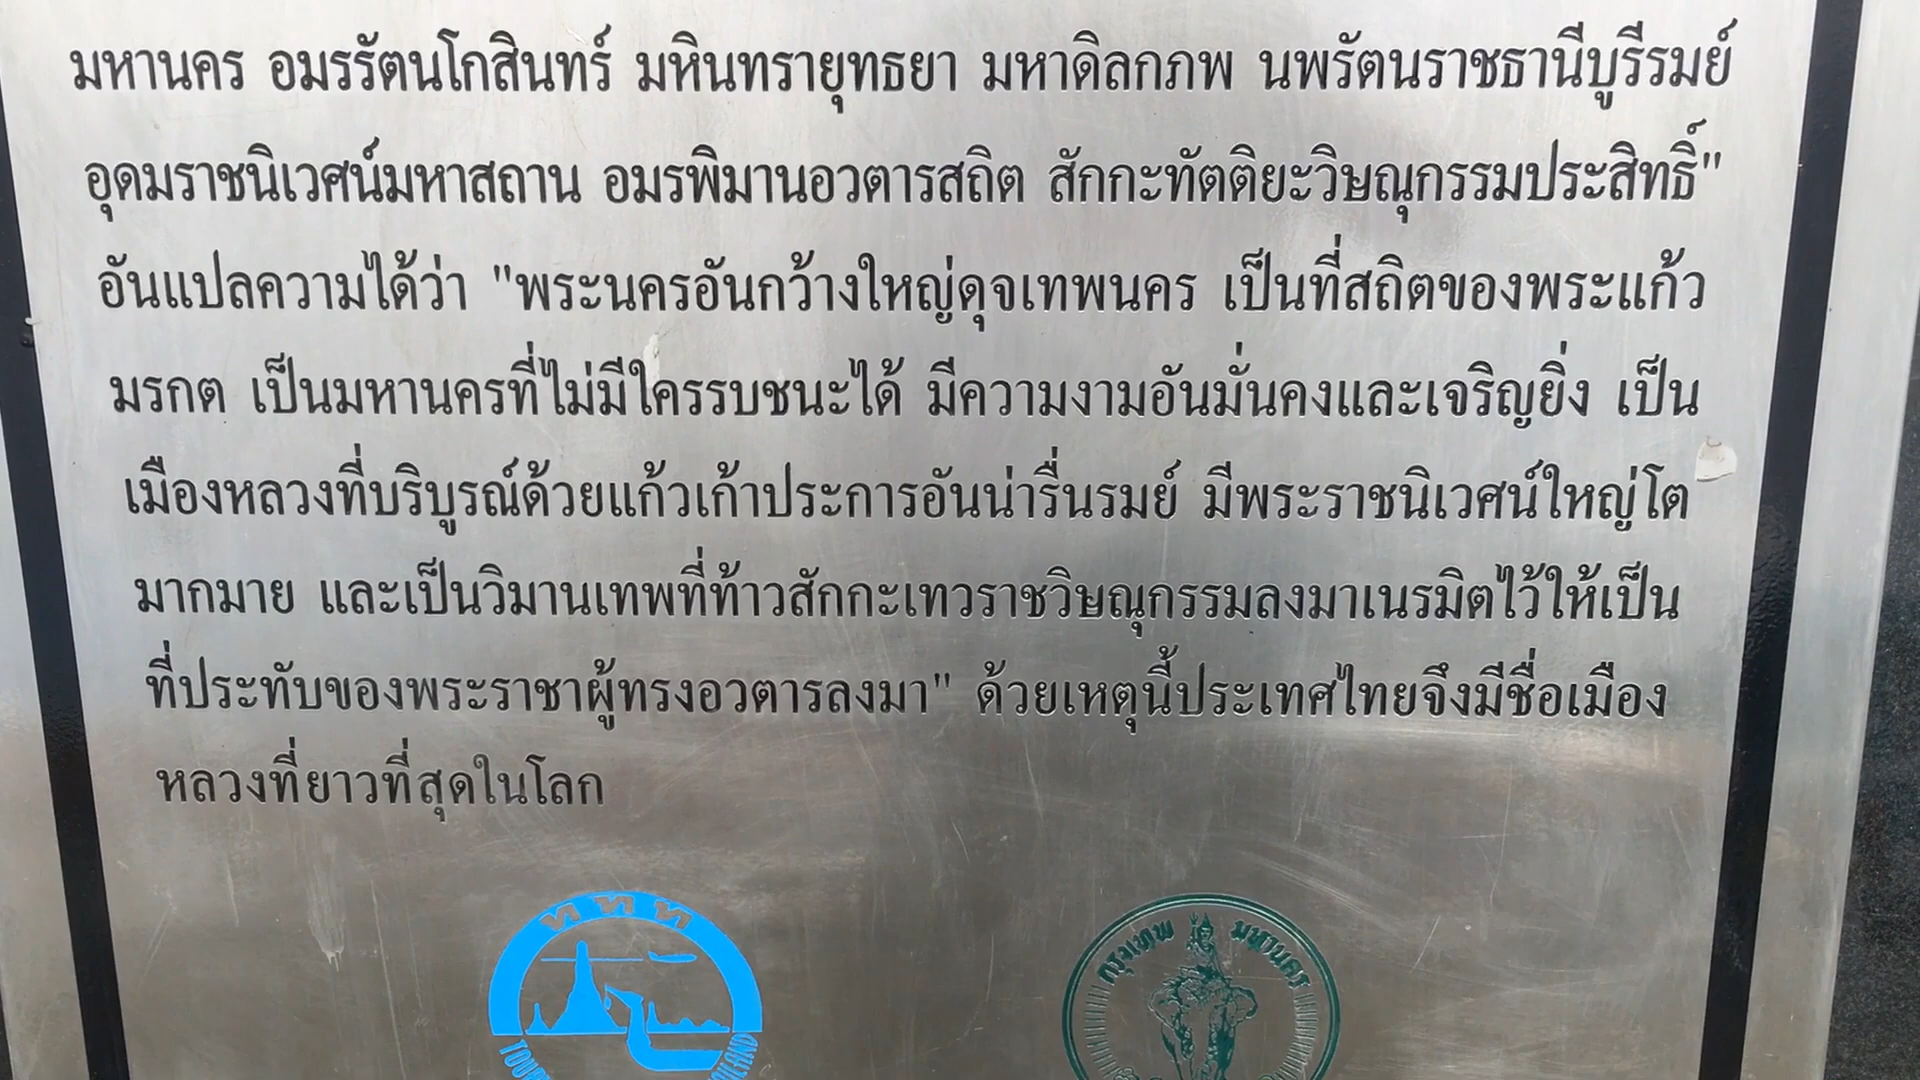 มหานคร อมรรัตนโกสินทร์ มหินทรายุทธยา มหาดิลกภพ นพรัตนราชธานีบูรีรมย์
อุดมราชนิเวศน์มหาสถาน อมรพิมานอวตารสถิต สักกะทัตติยะวิษณุกรรมประสิทธิ์"
อันแปลความได้ว่า "พระนครอันกว้างใหญ่ดุจเทพนคร เป็นที่สถิตของพระแก้ว
มรกต เป็นมหานครที่ไม่มีใครรบชนะได้ มีความงามอันมั่นคงและเจริญยิ่ง เป็น
เมืองหลวงที่บริบูรณ์ด้วยแก้วเก้าประการอันน่ารื่นรมย์ มีพระราชนิเวศน์ใหญ่โต
มากมาย และเป็นวิมานเทพที่ท้าวสักกะเทวราชวิษณุกรรมลงมาเนรมิตไว้ให้เป็น
ที่ประทับของพระราชาผู้ทรงอวตารลงมา" ด้วยเหตุนี้ประเทศไทยจึงมีชื่อเมือง
หลวงที่ยาวที่สุดในโลก
ททท
กรุงเทพ มหานคร